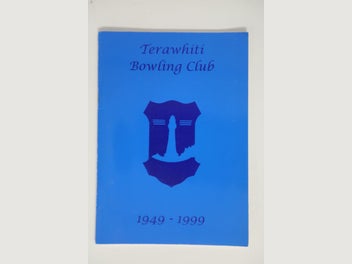 Terawhiti
Bowling Club
1949 - 1999